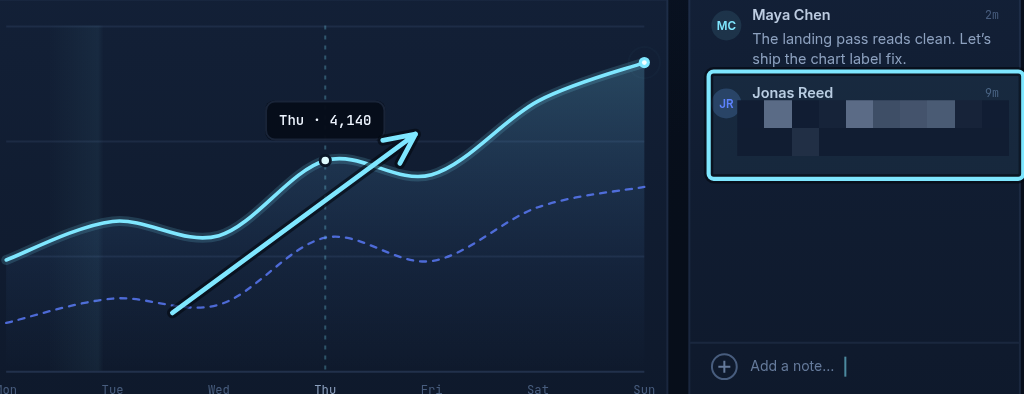 Thu · 4,140
Mon Tue Wed Thu Fri Sat Sun
MC Maya Chen 2m
The landing pass reads clean. Let’s
ship the chart label fix.
JR Jonas Reed 9m
Add a note...